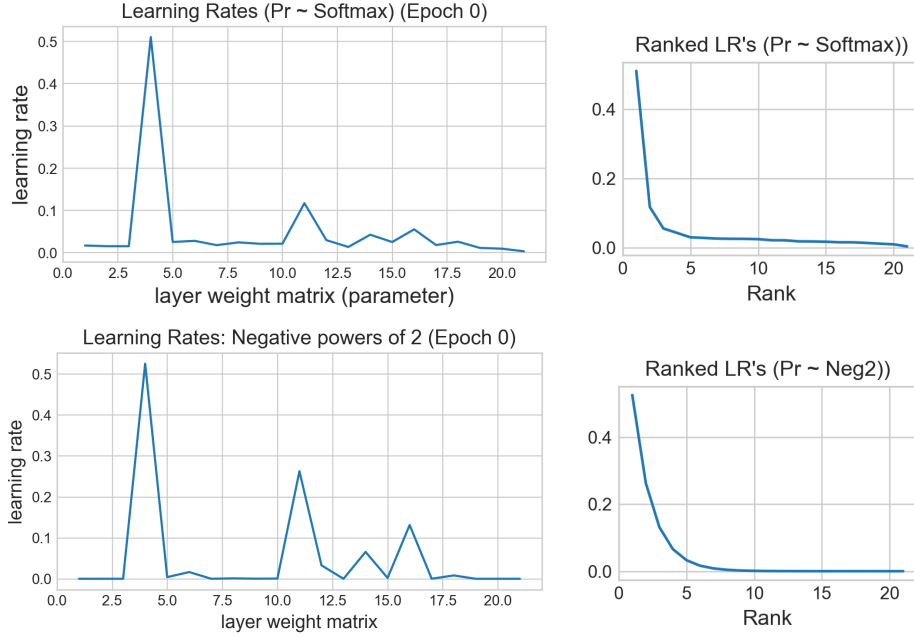 Learning Rates (Pr ~ Softmax) (Epoch 0)
0.5
0.4
0.3
0.2
0.1
0.0
learning rate
0.0 2.5 5.0 7.5 10.0 12.5 15.0 17.5 20.0
layer weight matrix (parameter)
Ranked LR's (Pr ~ Softmax))
0.4
0.2
0.0
0 5 10 15 20
Rank
Learning Rates: Negative powers of 2 (Epoch 0)
0.5
0.4
0.3
0.2
0.1
0.0
learning rate
0.0 2.5 5.0 7.5 10.0 12.5 15.0 17.5 20.0
layer weight matrix
Ranked LR's (Pr ~ Neg2))
0.4
0.2
0.0
0 5 10 15 20
Rank